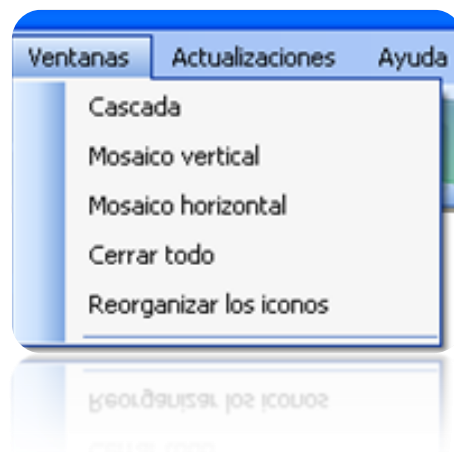 Ventanas Actualizaciones Ayuda
Cascada
Mosaico vertical
Mosaico horizontal
Cerrar todo
Reorganizar los iconos